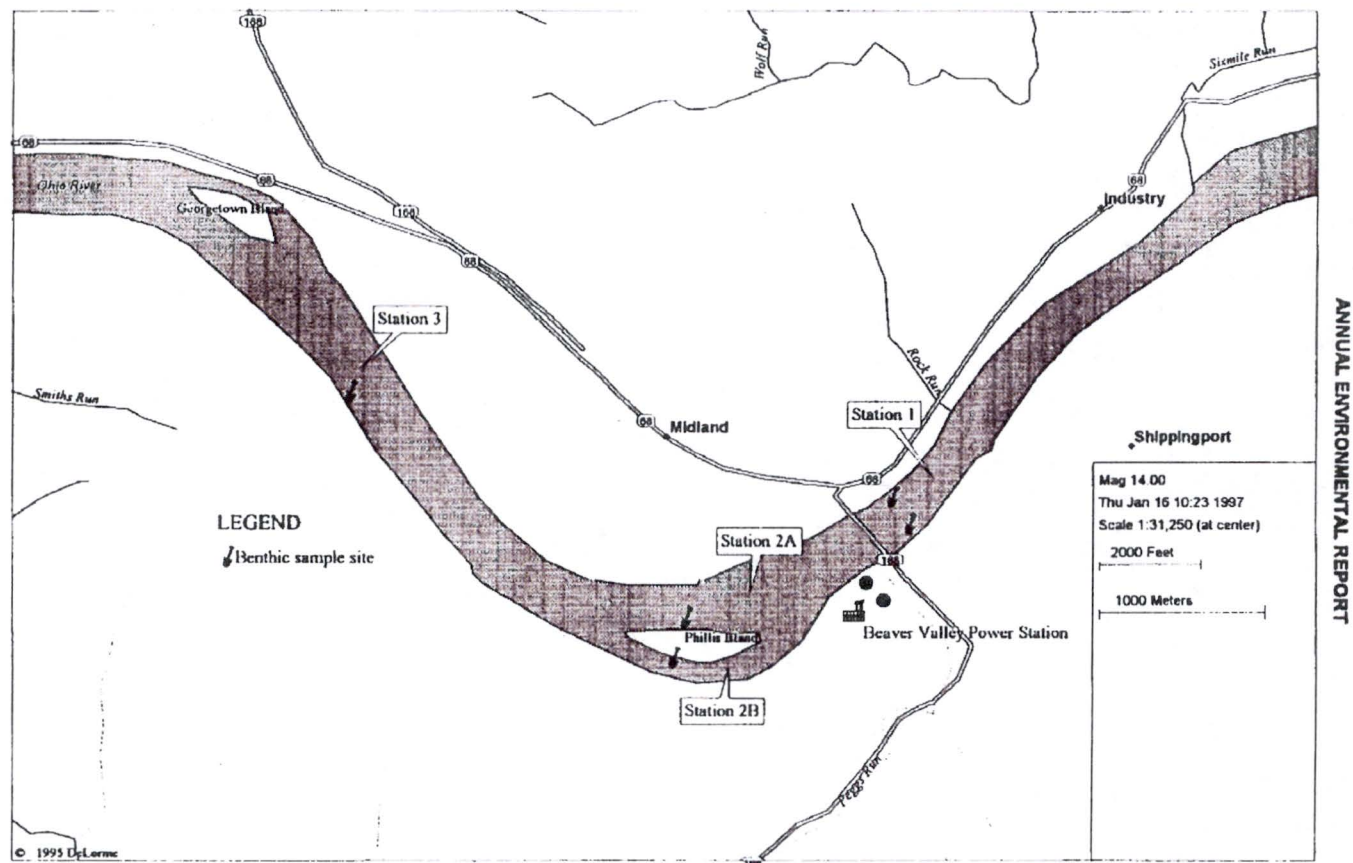 168
Wolf Run
Sixmile Run
68
Ohio River
68
68
Georgetown Island
168
Industry
68
Station 3
Rock Run
Smiths Run
Station 1
68
Midland
Shippingport
68
Mag 14.00
Thu Jan 16 10:23 1997
Scale 1:31,250 (at center)
2000 Feet
1000 Meters
LEGEND
Benthic sample site
Station 2A
168
Phillis Island
Beaver Valley Power Station
Station 2B
Peggs Run
© 1995 DeLorme
ANNUAL ENVIRONMENTAL REPORT